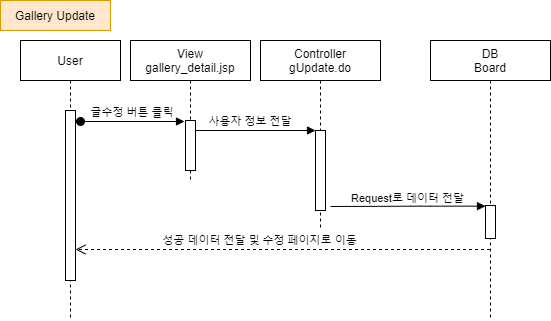 Gallery Update
User
View
gallery_detail.jsp
Controller
gUpdate.do
DB
Board
글수정 버튼 클릭
사용자 정보 전달
Request로 데이터 전달
성공 데이터 전달 및 수정 페이지로 이동